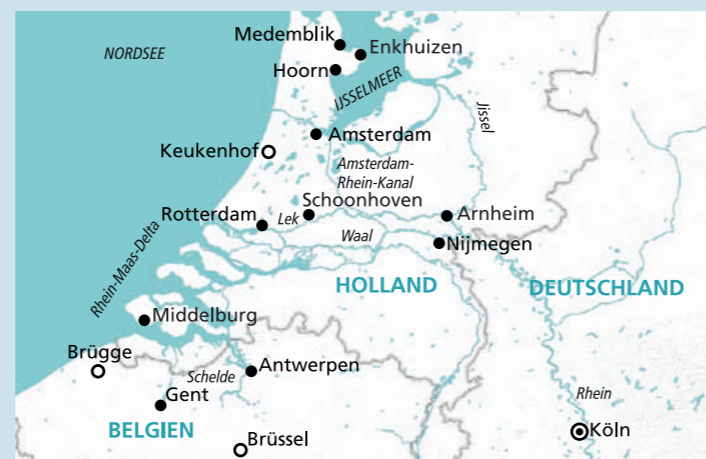 Medemblik
NORDSEE
Enkhuizen
Hoorn
IJSSELMEER
Jissel
Amsterdam
Keukenhof
Amsterdam-
Rhein-Kanal
Schoonhoven
Rotterdam
Lek
Arnheim
Waal
Nijmegen
Rhein-Maas-Delta
HOLLAND
DEUTSCHLAND
Middelburg
Brügge
Antwerpen
Schelde
Gent
Rhein
BELGIEN
Köln
Brüssel